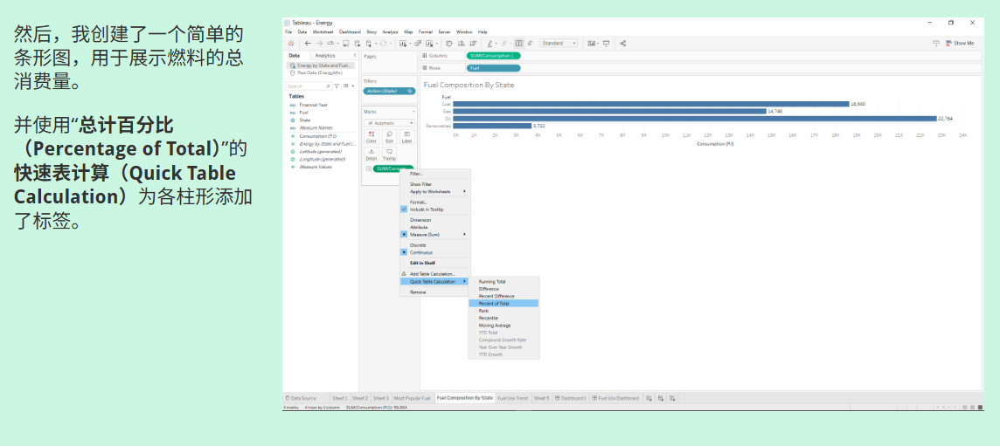 然后，我创建了一个简单的
条形图，用于展示燃料的总
消费量。
并使用“总计百分比
（Percentage of Total）”的
快速表计算（Quick Table
Calculation）为各柱形添加
了标签。
Tableau - Energy
File Data Worksheet Dashboard Story Analysis Map Format Server Window Help
Standard Show Me
Data Analytics
Energy by State and Fuel...
Raw Data (EnergyMix)
Search
Tables
Abc Financial Year
Abc Fuel
State
Abc Measure Names
Consumption (PJ)
Energy by State and Fuel (...
Latitude (generated)
Longitude (generated)
Measure Values
Pages
Filters
Action (State)
Marks
Automatic
Color Size Label
Detail Tooltip
SUM(Consum...
Columns SUM(Consumption (..
Rows Fuel
Fuel Composition By State
Fuel
Coal 18,660
Gas 14,748
Oil 22,764
Renewables 3,722
0K 1K 2K 3K 4K 5K 6K 7K 8K 9K 10K 11K 12K 13K 14K 15K 16K 17K 18K 19K 20K 21K 22K 23K 24K
Consumption (PJ)
Filter...
Show Filter
Apply to Worksheets
Format...
Include in Tooltip
Dimension
Attribute
Measure (Sum)
Discrete
Continuous
Edit in Shelf
Add Table Calculation...
Quick Table Calculation
Remove
Running Total
Difference
Percent Difference
Percent of Total
Rank
Percentile
Moving Average
YTD Total
Compound Growth Rate
Year Over Year Growth
YTD Growth
Data Source Sheet 1 Sheet 2 Sheet 3 Most Popular Fuel Fuel Composition By State Fuel Use Trend Sheet 5 Dashboard 1 Fuel Use Dashboard
4 marks 4 rows by 1 column SUM(Consumption (PJ)): 59,894